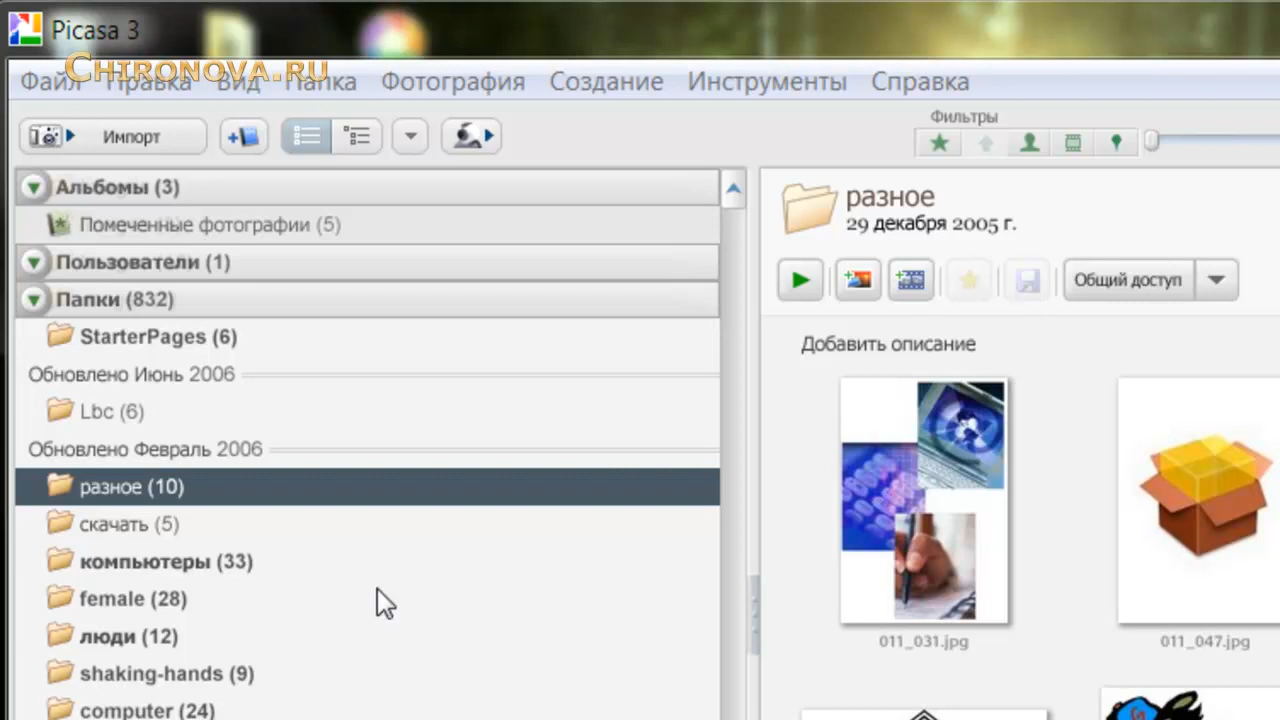 Picasa 3
CHIRONOVA.RU
Файл Правка Вид Папка Фотография Создание Инструменты Справка
Импорт
Фильтры
Альбомы (3)
Помеченные фотографии (5)
Пользователи (1)
Папки (832)
StarterPages (6)
Обновлено Июнь 2006
Lbc (6)
Обновлено Февраль 2006
разное (10)
скачать (5)
компьютеры (33)
female (28)
люди (12)
shaking-hands (9)
computer (24)
разное
29 декабря 2005 г.
Общий доступ
Добавить описание
011_031.jpg
011_047.jpg